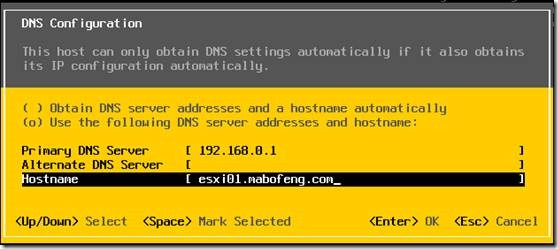 DNS Configuration
This host can only obtain DNS settings automatically if it also obtains
its IP configuration automatically.
( ) Obtain DNS server addresses and a hostname automatically
(o) Use the following DNS server addresses and hostname:
Primary DNS Server [ 192.168.0.1 ]
Alternate DNS Server [ ]
Hostname [ esxi01.mabofeng.com_ ]
<Up/Down> Select <Space> Mark Selected <Enter> OK <Esc> Cancel